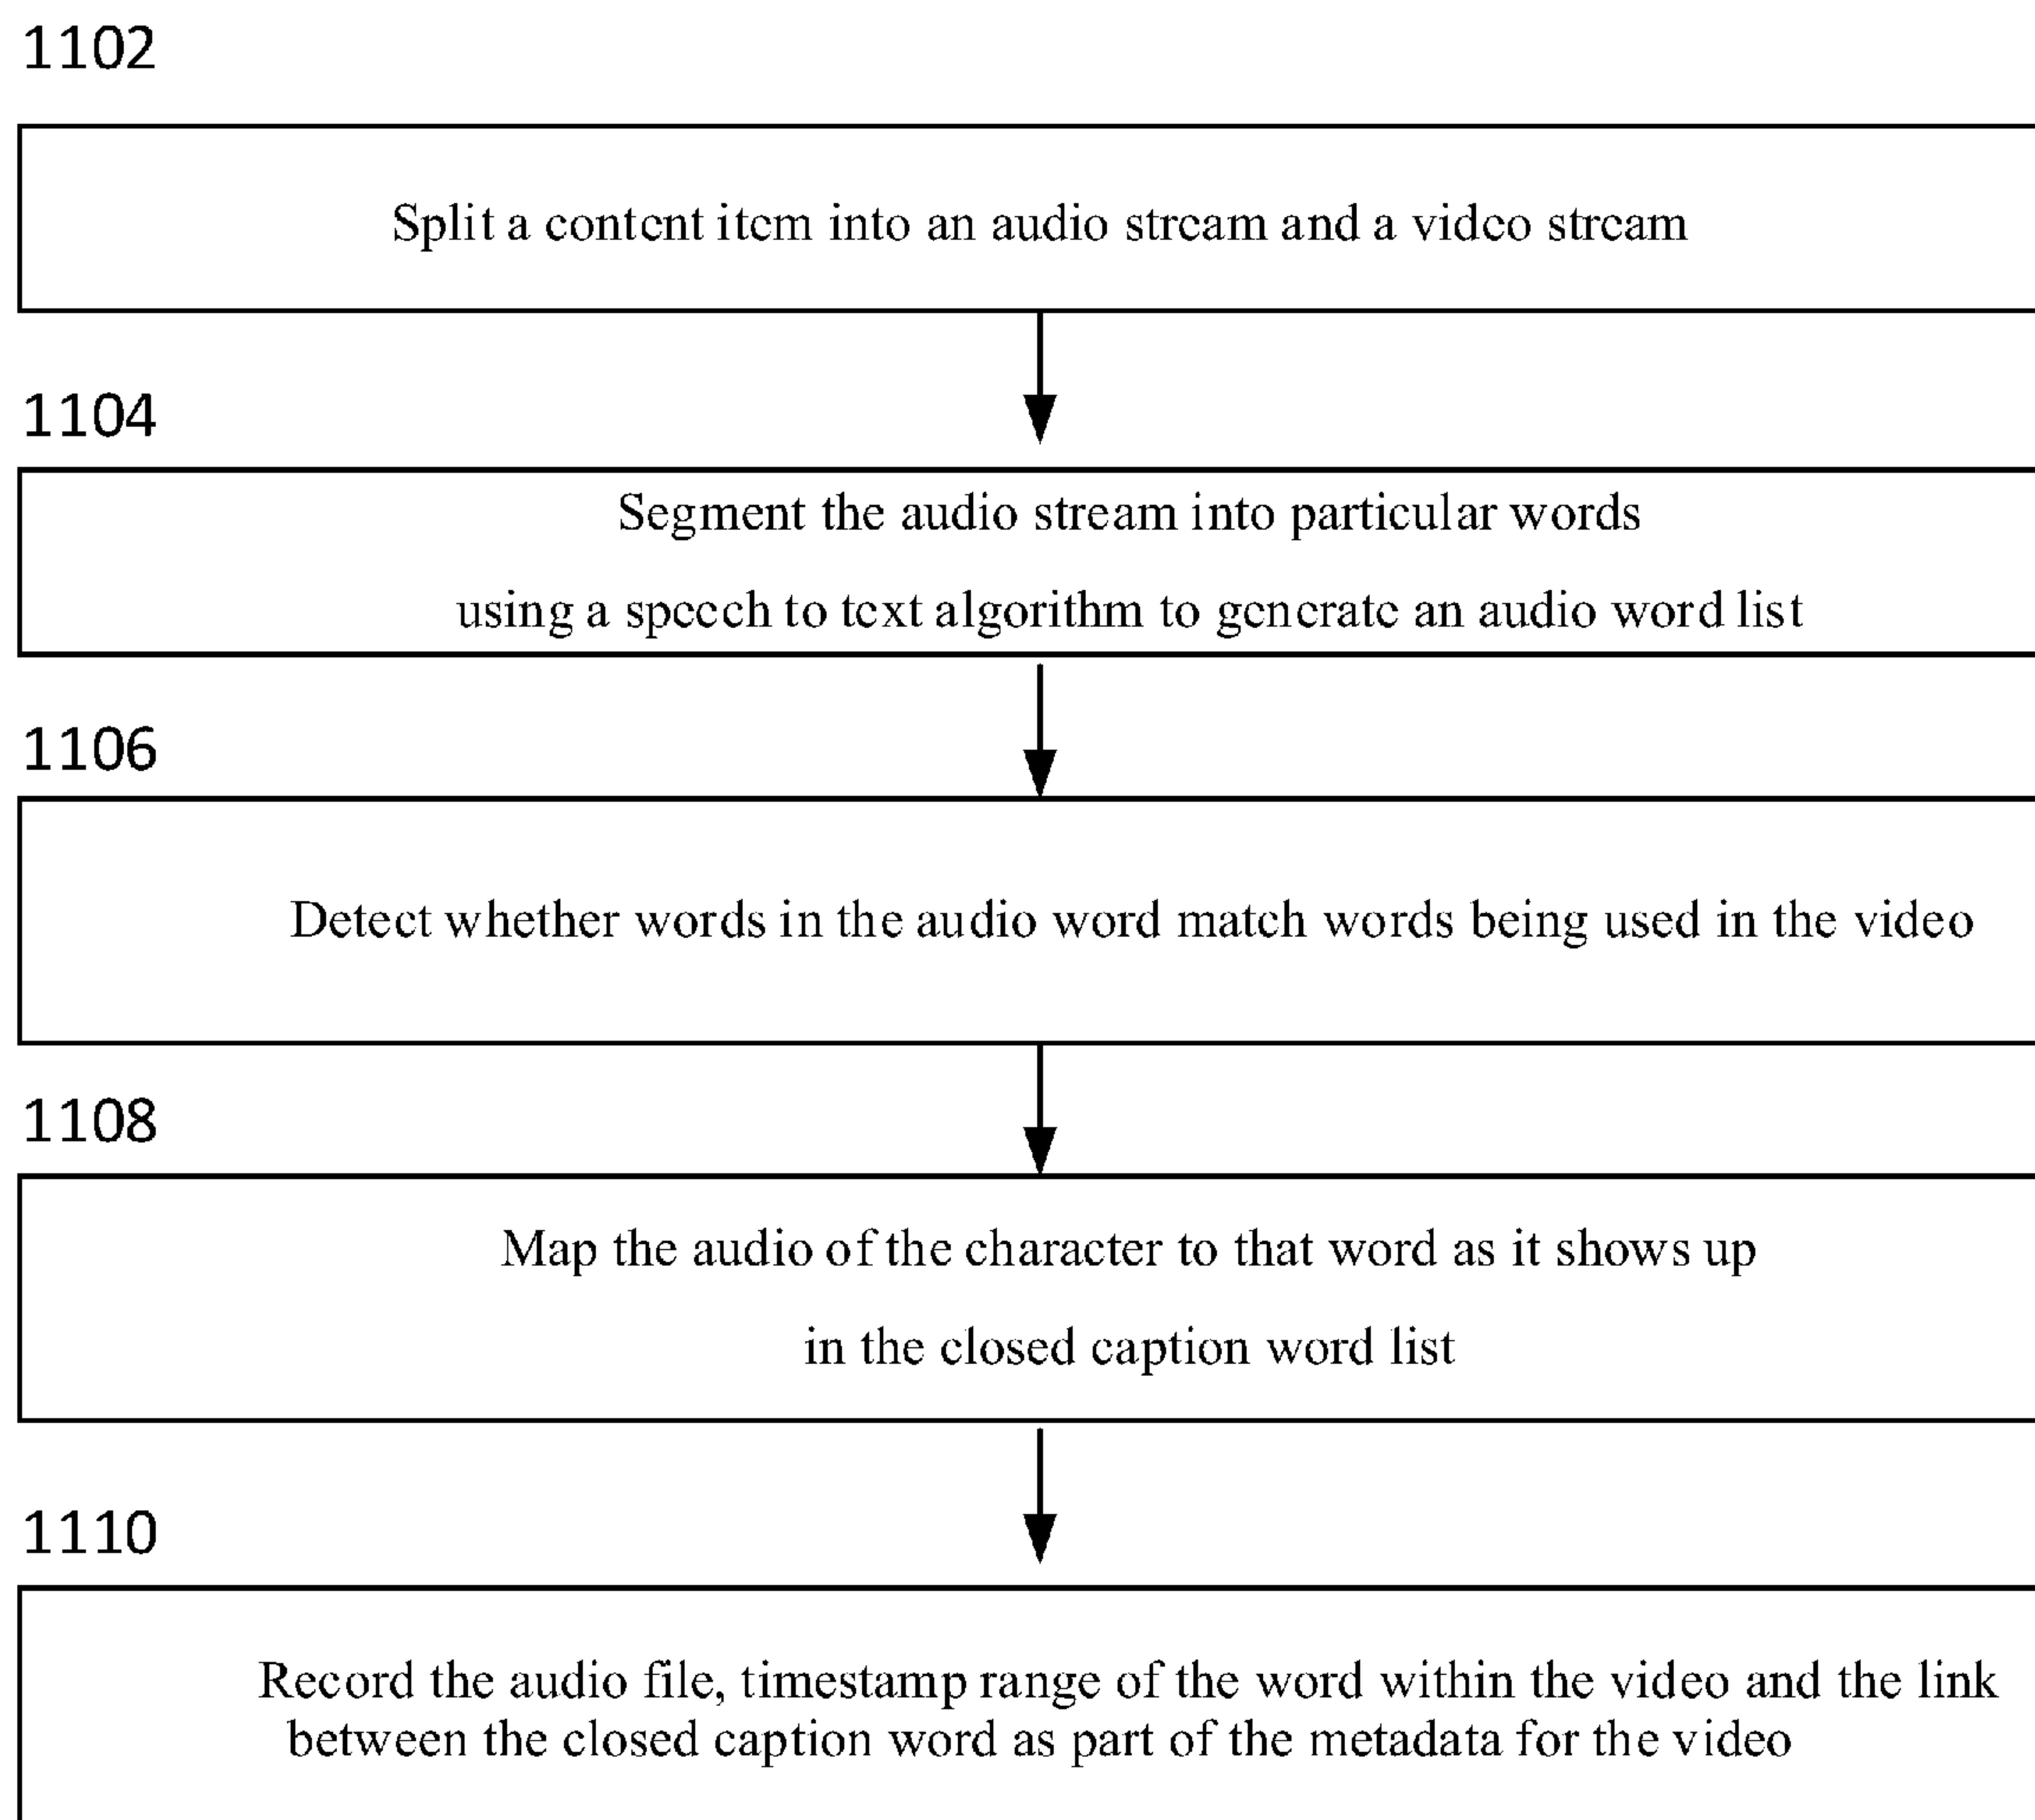 1102
Split a content item into an audio stream and a video stream
1104
Segment the audio stream into particular words
using a speech to text algorithm to generate an audio word list
1106
Detect whether words in the audio word match words being used in the video
1108
Map the audio of the character to that word as it shows up
in the closed caption word list
1110
Record the audio file, timestamp range of the word within the video and the link
between the closed caption word as part of the metadata for the video